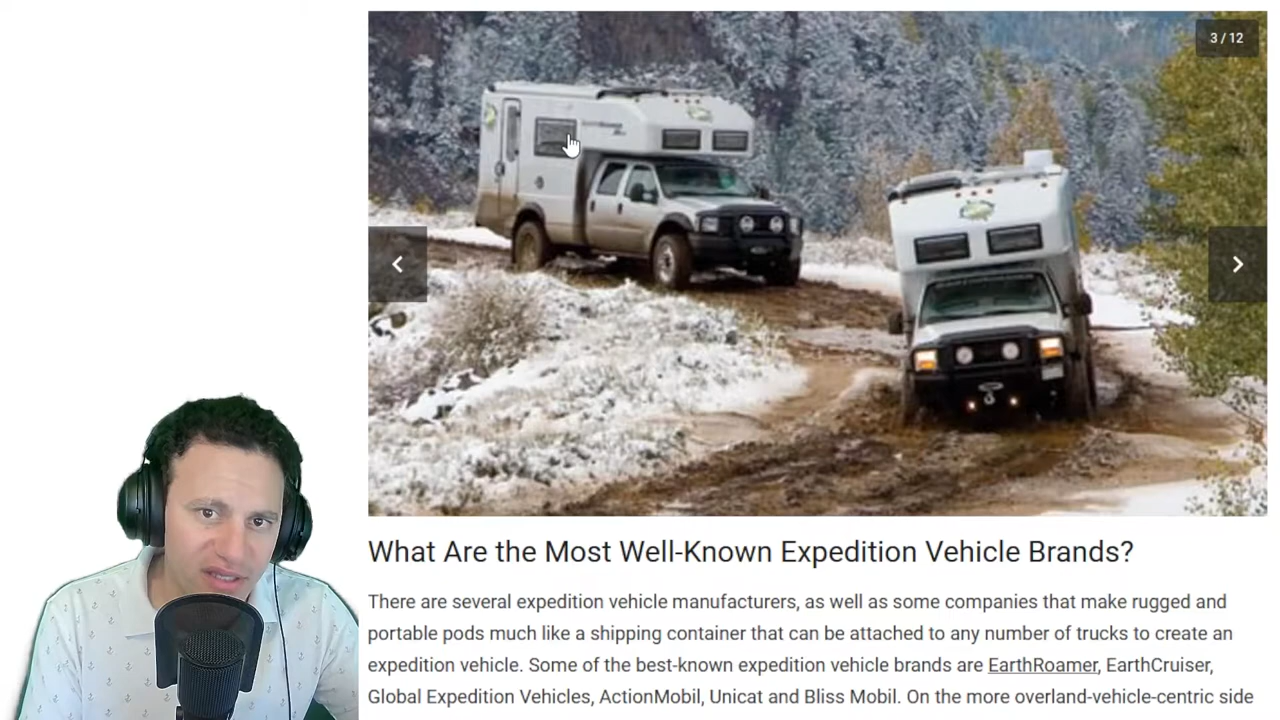 3 / 12
What Are the Most Well-Known Expedition Vehicle Brands?
There are several expedition vehicle manufacturers, as well as some companies that make rugged and
portable pods much like a shipping container that can be attached to any number of trucks to create an
expedition vehicle. Some of the best-known expedition vehicle brands are EarthRoamer, EarthCruiser,
Global Expedition Vehicles, ActionMobil, Unicat and Bliss Mobil. On the more overland-vehicle-centric side